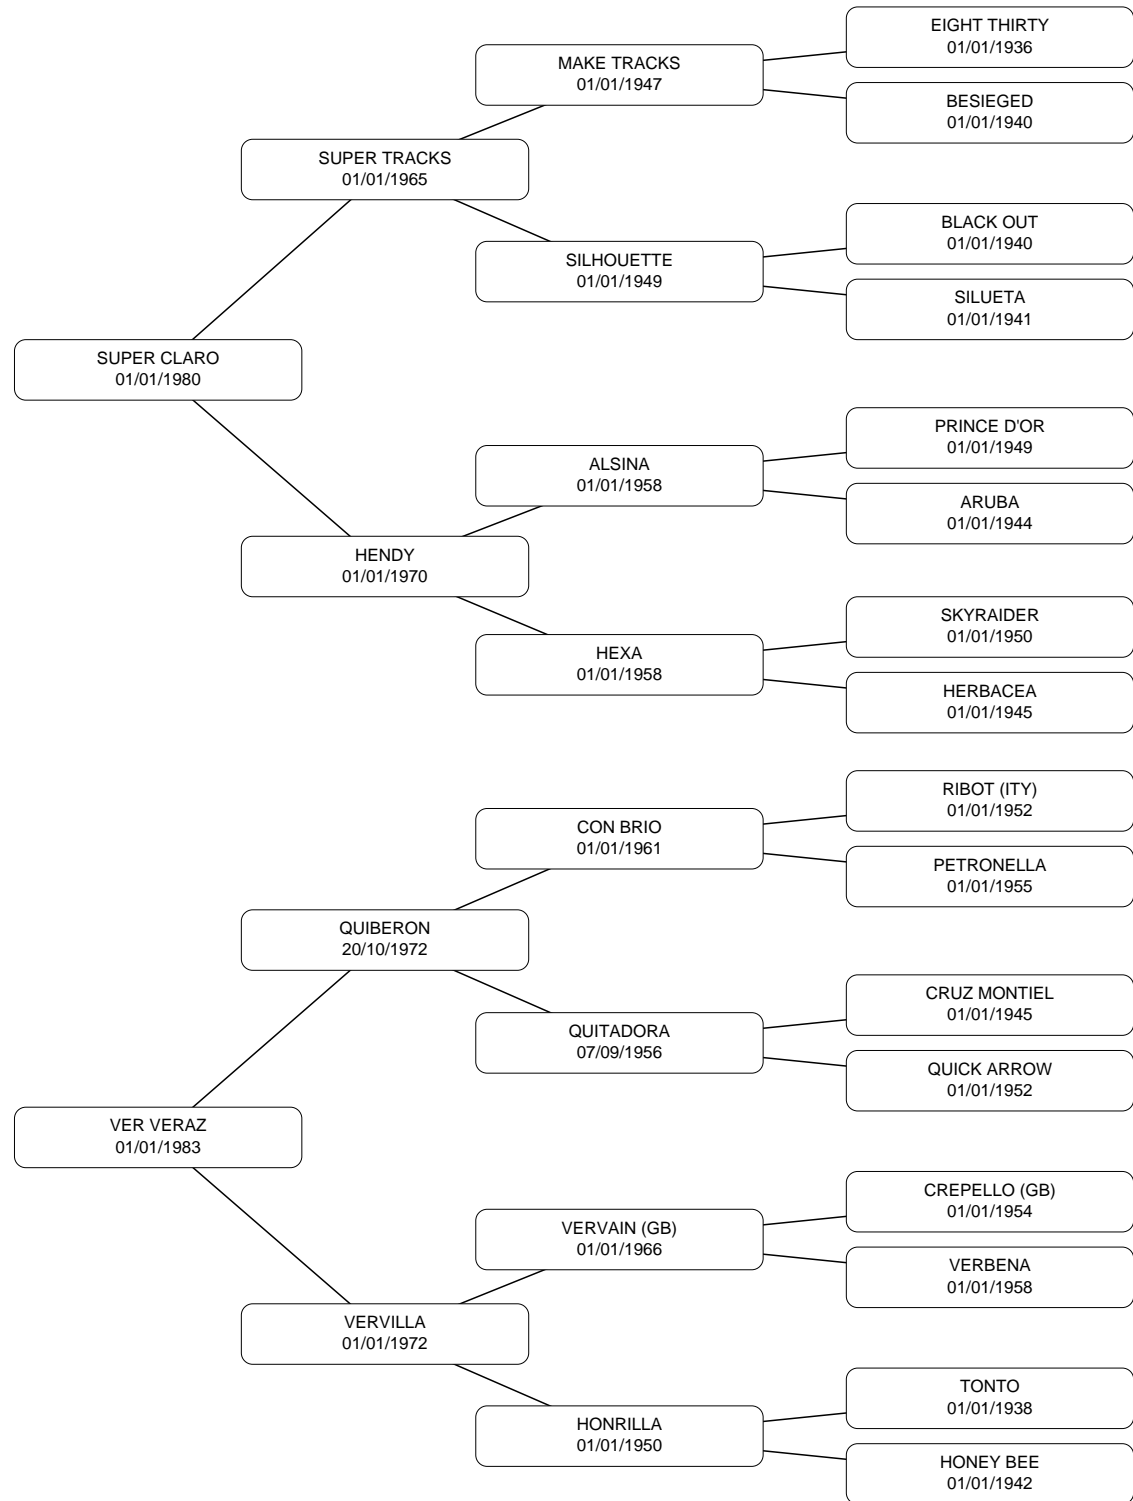 EIGHT THIRTY
01/01/1936
MAKE TRACKS
01/01/1947
BESIEGED
01/01/1940
SUPER TRACKS
01/01/1965
BLACK OUT
01/01/1940
SILHOUETTE
01/01/1949
SILUETA
01/01/1941
SUPER CLARO
01/01/1980
PRINCE D'OR
01/01/1949
ALSINA
01/01/1958
ARUBA
01/01/1944
HENDY
01/01/1970
SKYRAIDER
01/01/1950
HEXA
01/01/1958
HERBACEA
01/01/1945
RIBOT (ITY)
01/01/1952
CON BRIO
01/01/1961
PETRONELLA
01/01/1955
QUIBERON
20/10/1972
CRUZ MONTIEL
01/01/1945
QUITADORA
07/09/1956
QUICK ARROW
01/01/1952
VER VERAZ
01/01/1983
CREPELLO (GB)
01/01/1954
VERVAIN (GB)
01/01/1966
VERBENA
01/01/1958
VERVILLA
01/01/1972
TONTO
01/01/1938
HONRILLA
01/01/1950
HONEY BEE
01/01/1942